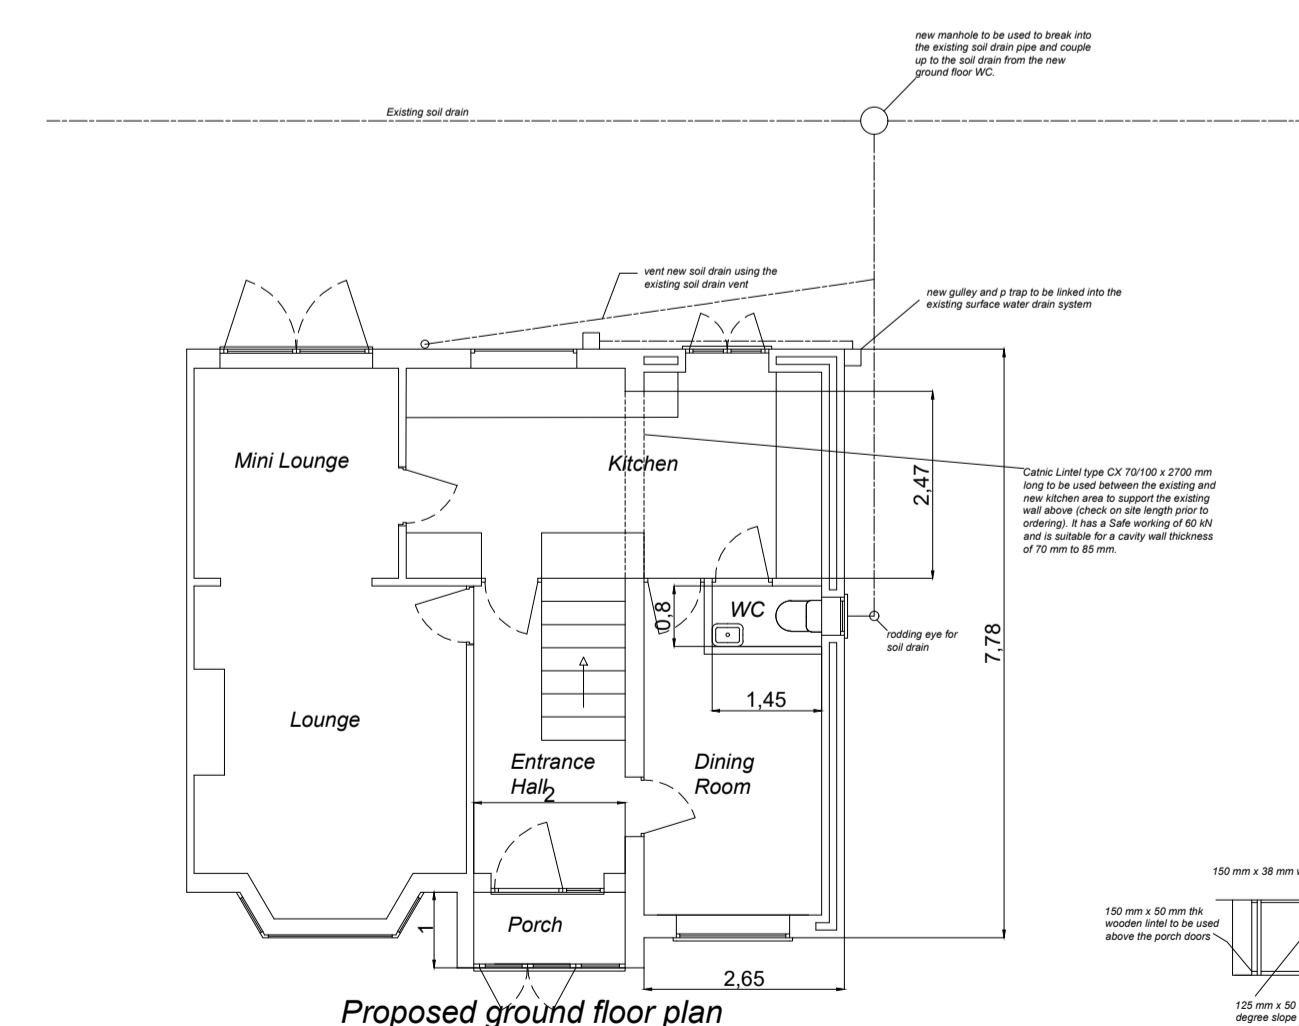 new manhole to be used to break into
the existing soil drain pipe and couple
up to the soil drain from the new
ground floor WC.
Existing soil drain
vent new soil drain using the
existing soil drain vent
new gulley and p trap to be linked into the
existing surface water drain system
Mini Lounge
Kitchen
2,47
Catnic Lintel type CX 70/100 x 2700 mm
long to be used between the existing and
new kitchen area to support the existing
wall above (check on site length prior to
ordering). It has a Safe working of 60 kN
and is suitable for a cavity wall thickness
of 70 mm to 85 mm.
0,8
WC
rodding eye for
soil drain
7,78
1,45
Lounge
Entrance
Hall
2
Dining
Room
150 mm x 38 mm
Porch
1
150 mm x 50 mm thk
wooden lintel to be used
above the porch doors
2,65
125 mm x 50
degree slope
Proposed ground floor plan